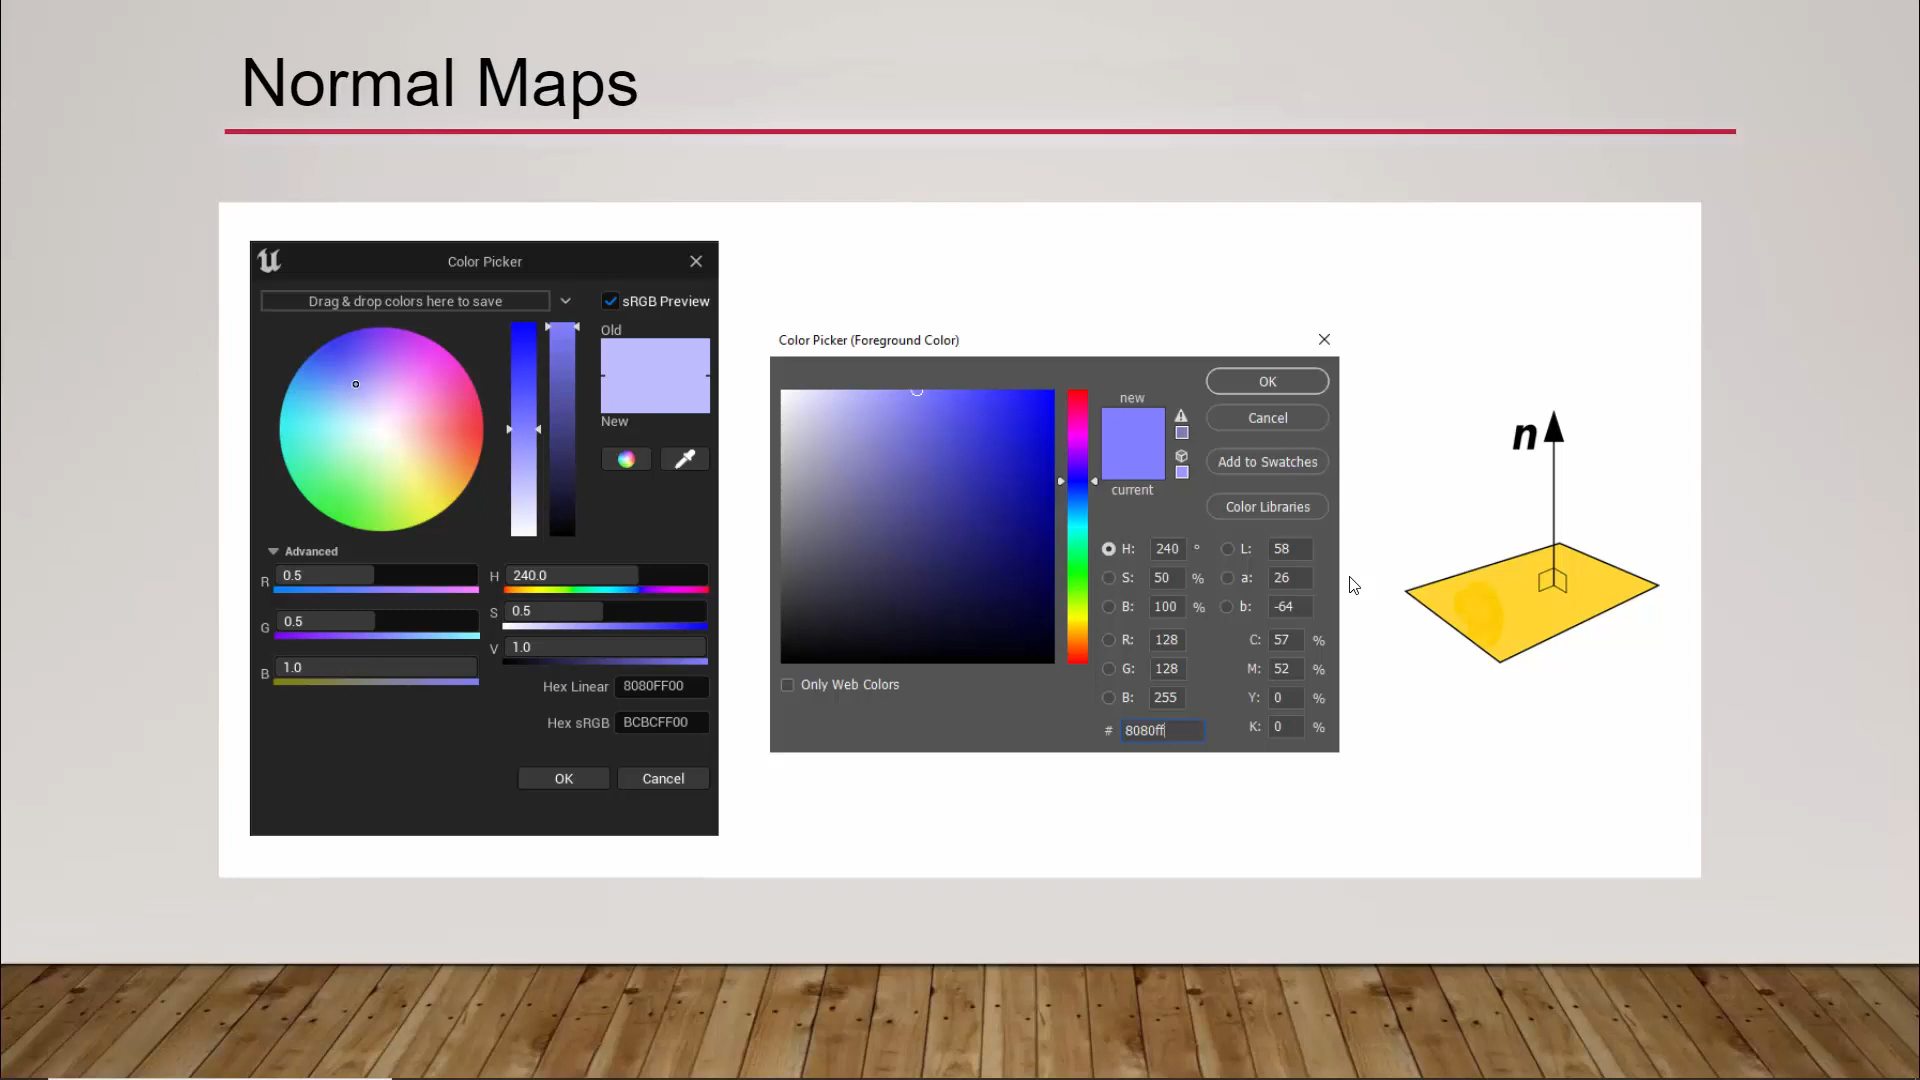 Normal Maps
Color Picker
Drag & drop colors here to save
sRGB Preview
Old
New
Advanced
R 0.5
G 0.5
B 1.0
H 240.0
S 0.5
V 1.0
Hex Linear 8080FF00
Hex sRGB BCBCFF00
OK Cancel
Color Picker (Foreground Color)
new
current
OK
Cancel
Add to Swatches
Color Libraries
H: 240 ° L: 58
S: 50 % a: 26
B: 100 % b: -64
R: 128 C: 57 %
G: 128 M: 52 %
B: 255 Y: 0 %
# 8080ff K: 0 %
Only Web Colors
n